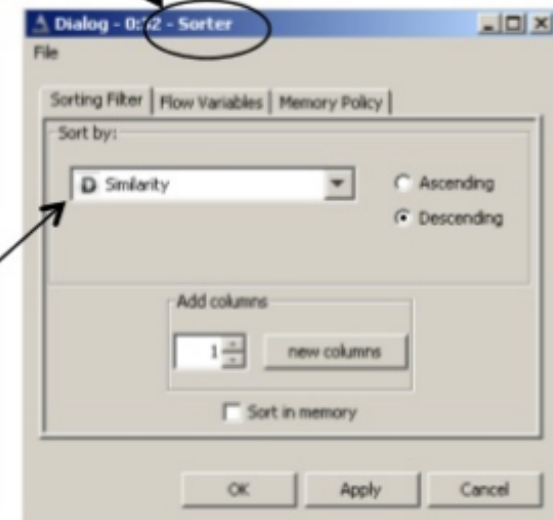 Dialog - 0:32 - Sorter
File
Sorting Filter Flow Variables Memory Policy
Sort by:
D Similarity
Ascending
Descending
Add columns
1 new columns
Sort in memory
OK Apply Cancel